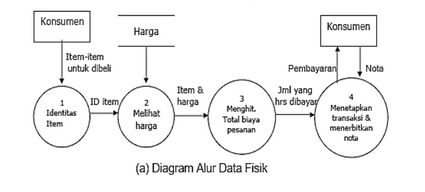 Konsumen
Harga
Konsumen
Item-item
untuk dibeli
Pembayaran
Nota
1
Identitas
Item
ID item
2
Melihat
harga
Item &
harga
3
Menghit.
Total biaya
pesanan
Jml yang
hrs dibayar
4
Menetapkan
transaksi &
menerbitkan
nota
(a) Diagram Alur Data Fisik